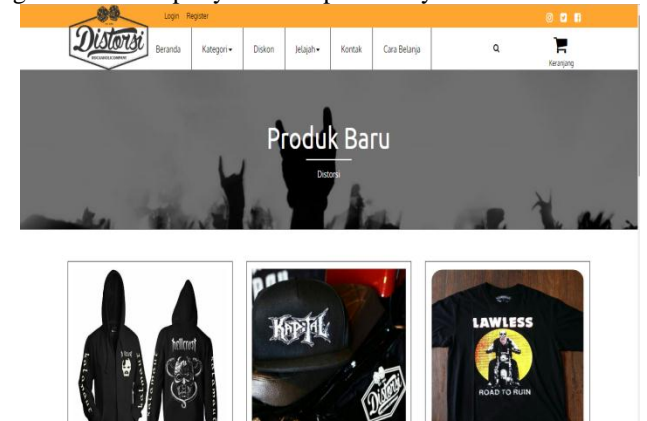 Login Register
Distorsi
Beranda Kategori Diskon Jelajah Kontak Cara Belanja
Keranjang
Produk Baru
Distorsi
hellcrust
KAPITAL
Distorsi
LAWLESS
ROAD TO RUIN